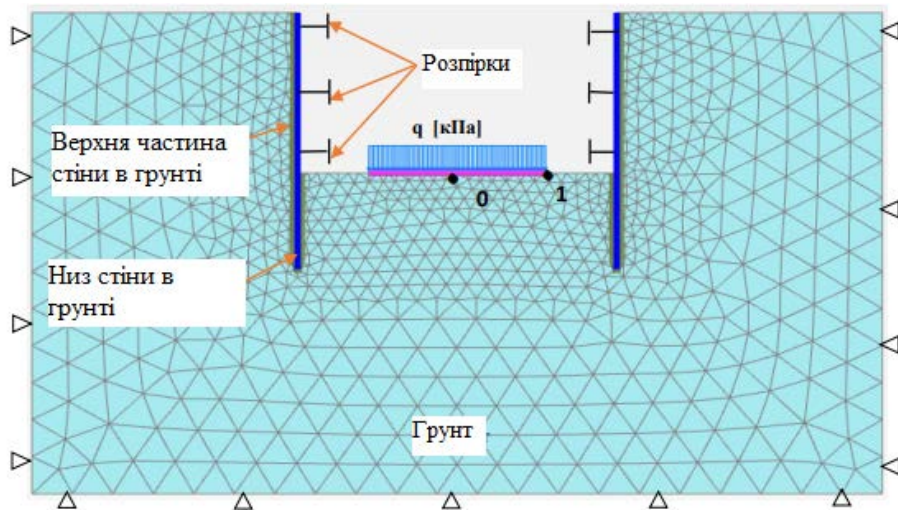 Розпірки
q [кПа]
Верхня частина
стіни в грунті
0
1
Низ стіни в
грунті
Грунт